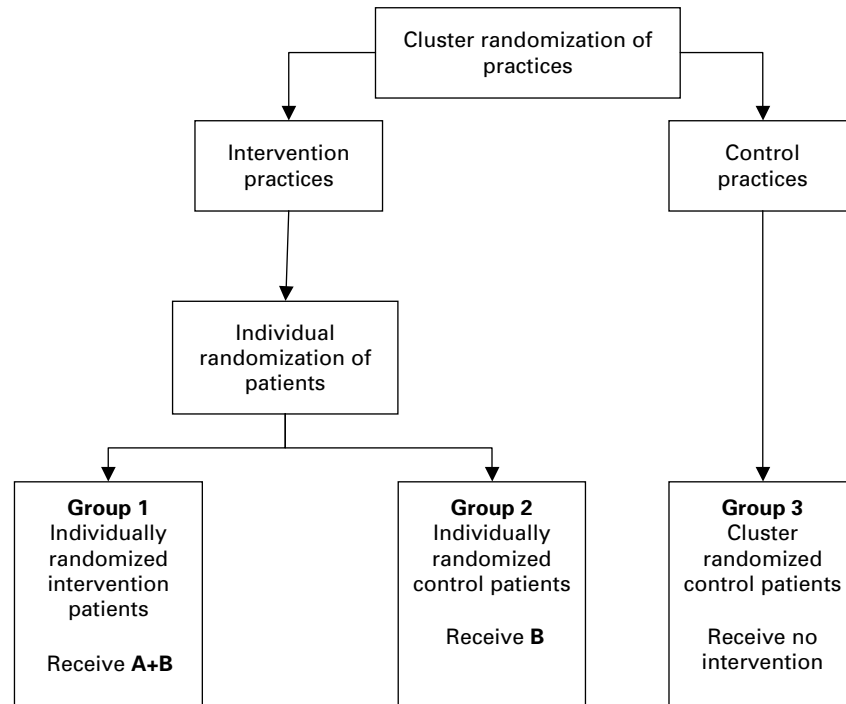 Cluster randomization of
practices
Intervention
practices
Control
practices
Individual
randomization of
patients
Group 1
Individually
randomized
intervention
patients
Receive A+B
Group 2
Individually
randomized
control patients
Receive B
Group 3
Cluster
randomized
control patients
Receive no
intervention